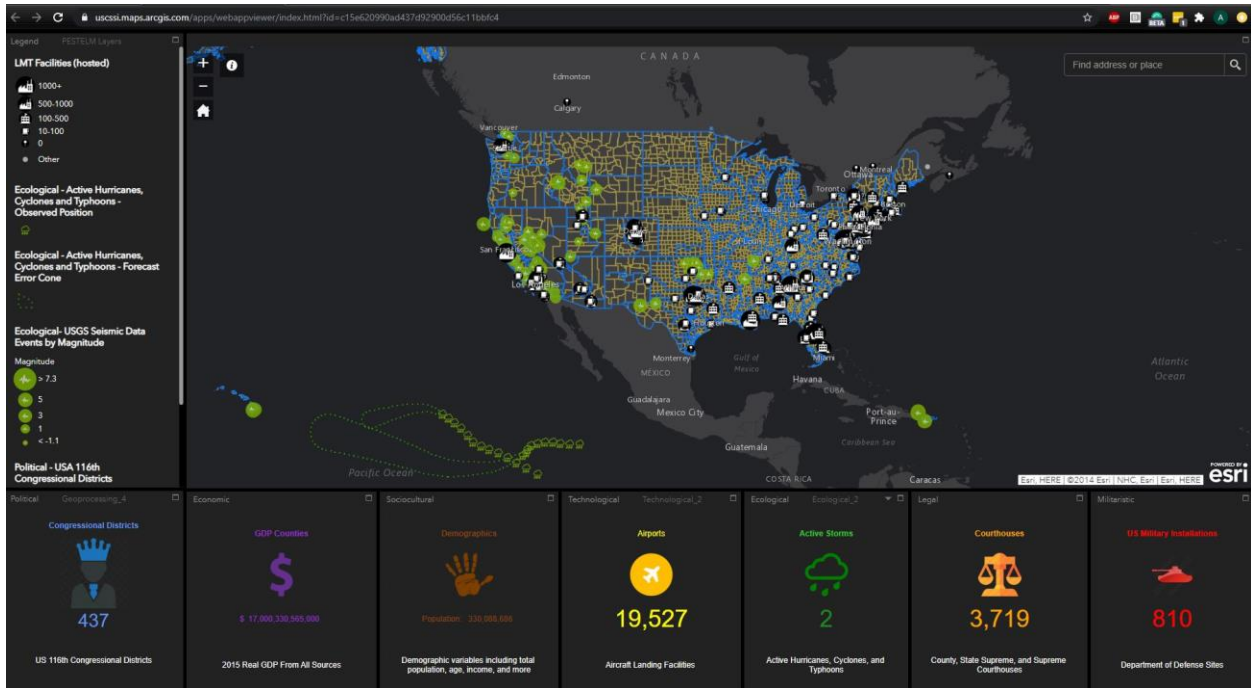 uscssi.maps.arcgis.com/apps/webappviewer/index.html?id=c15e620990ad437d92900d56c11bbfc4
Legend PESTELM Layers
LMT Facilities (hosted)
1000+
500-1000
100-500
10-100
0
Other
Ecological - Active Hurricanes,
Cyclones and Typhoons -
Observed Position
Ecological - Active Hurricanes,
Cyclones and Typhoons - Forecast
Error Cone
Ecological- USGS Seismic Data
Events by Magnitude
Magnitude
> 7.3
5
3
1
< -1.1
Political - USA 116th
Congressional Districts
Find address or place
CANADA
Edmonton
Calgary
Vancouver
Montreal
Ottawa
Toronto
Chicago
Washington
San
Los Angeles
Houston
Monterrey
MÉXICO
Gulf of
Mexico
Miami
Havana
CUBA
Guadalajara
Mexico City
Port-au-
Prince
Guatemala
Caribbean Sea
COSTA RICA
Caracas
Pacific Ocean
Atlantic
Ocean
Esri, HERE | ©2014 Esri | NHC, Esri | Esri, HERE
POWERED BY
esri
Political Geoprocessing_4
Congressional Districts
437
US 116th Congressional Districts
Economic
GDP Counties
$
$ 17,000,330,565,000
2015 Real GDP From All Sources
Sociocultural
Demographics
Population: 330,088,686
Demographic variables including total
population, age, income, and more
Technological Technological_2
Airports
19,527
Aircraft Landing Facilities
Ecological Ecological_2
Active Storms
2
Active Hurricanes, Cyclones, and
Typhoons
Legal
Courthouses
3,719
County, State Supreme, and Supreme
Courthouses
Militeristic
US Military Installations
810
Department of Defense Sites